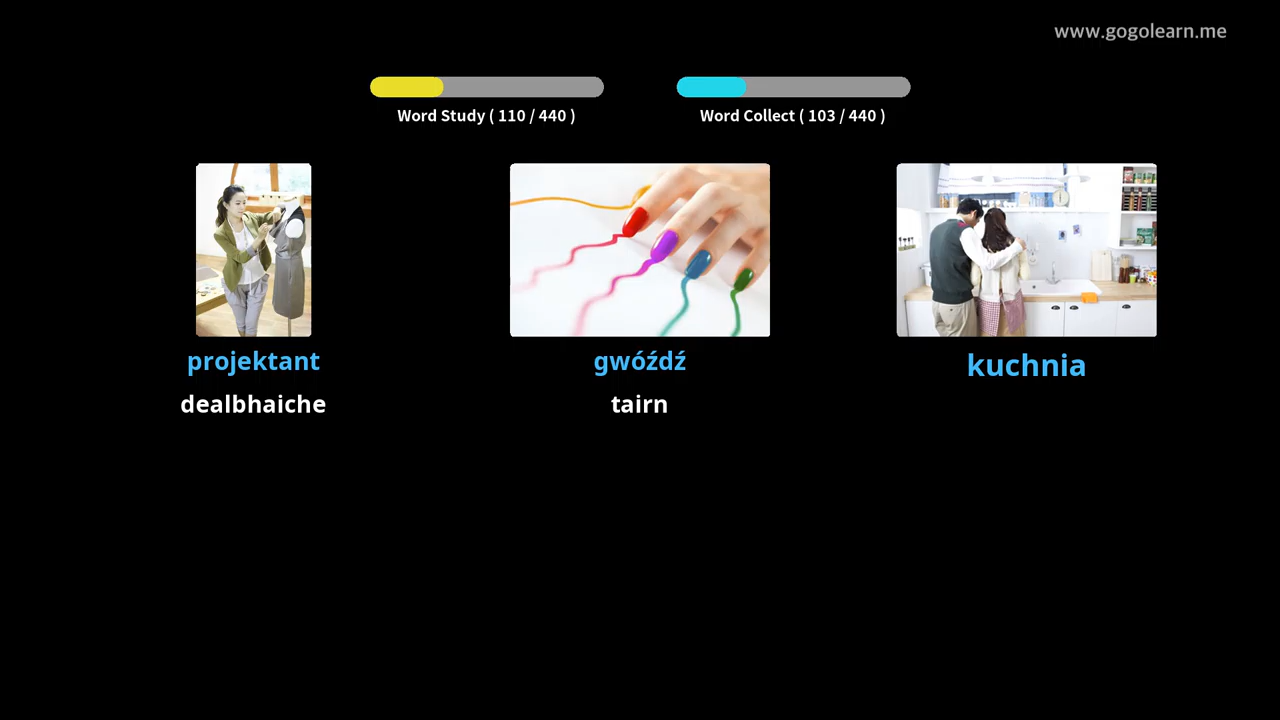 www.gogolearn.me
Word Study ( 110 / 440 )
Word Collect ( 103 / 440 )
projektant
gwóźdź
kuchnia
dealbhaiche
tairn